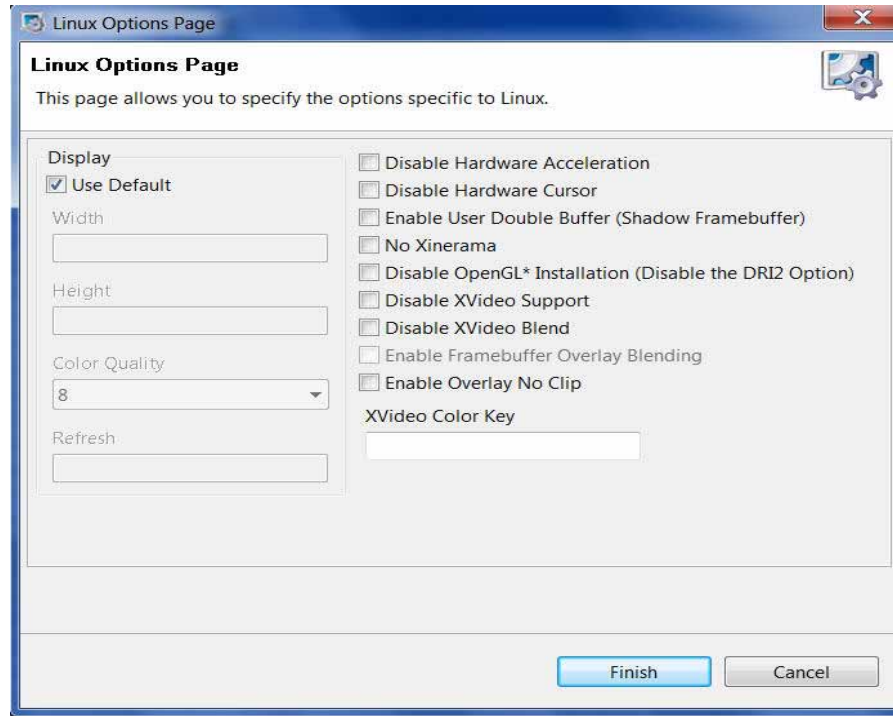 Linux Options Page
Linux Options Page
This page allows you to specify the options specific to Linux.
Display
Use Default
Width
Height
Color Quality
8
Refresh
Disable Hardware Acceleration
Disable Hardware Cursor
Enable User Double Buffer (Shadow Framebuffer)
No Xinerama
Disable OpenGL* Installation (Disable the DRI2 Option)
Disable XVideo Support
Disable XVideo Blend
Enable Framebuffer Overlay Blending
Enable Overlay No Clip
XVideo Color Key
Finish
Cancel